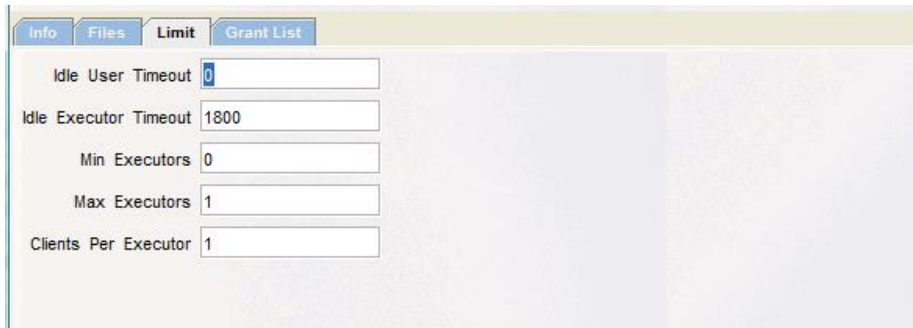 Info Files Limit Grant List
Idle User Timeout 0
Idle Executor Timeout 1800
Min Executors 0
Max Executors 1
Clients Per Executor 1